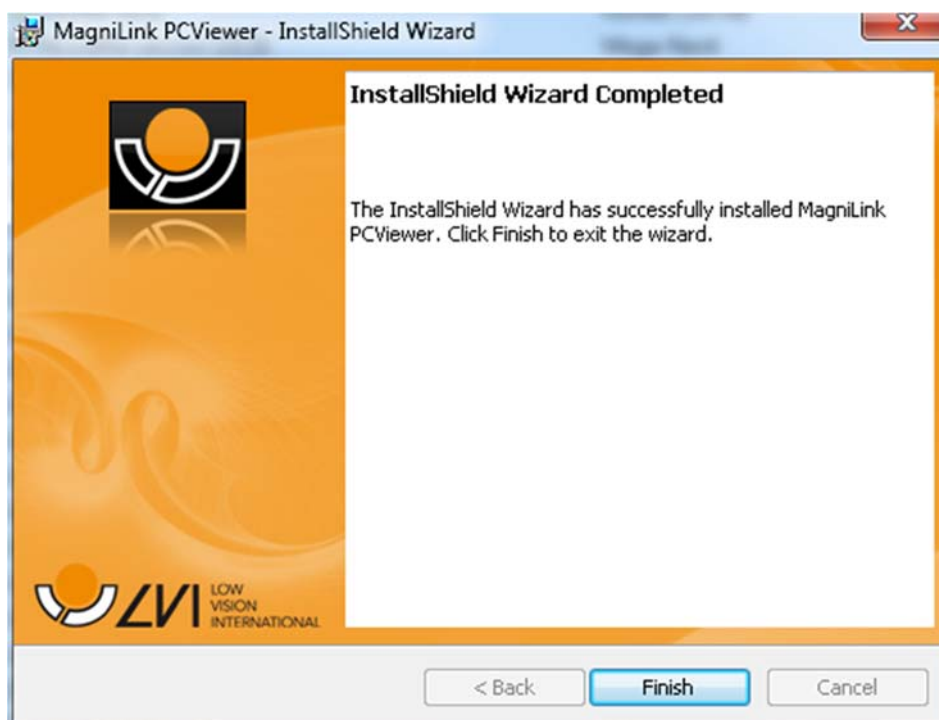 MagniLink PCViewer - InstallShield Wizard
InstallShield Wizard Completed
The InstallShield Wizard has successfully installed MagniLink
PCViewer. Click Finish to exit the wizard.
LVI
LOW
VISION
INTERNATIONAL
< Back
Finish
Cancel